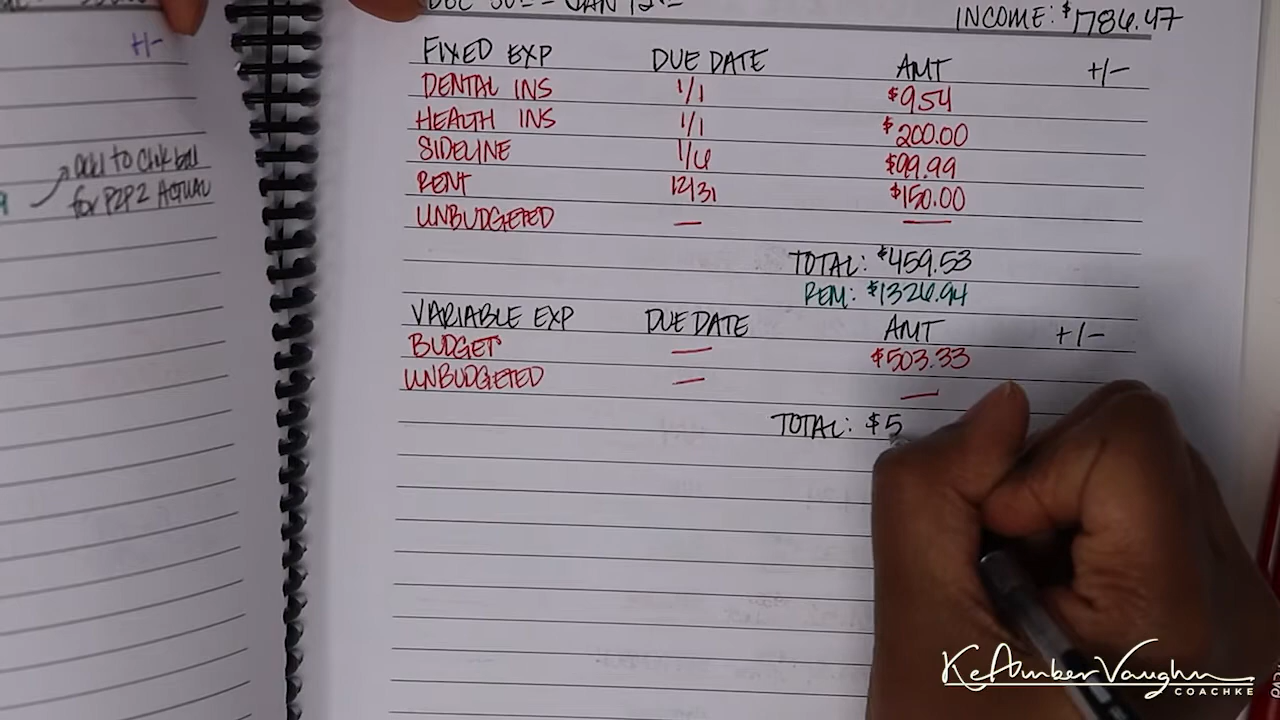 INCOME: $1786.47
+/-
FIXED EXP DUE DATE AMT +/-
DENTAL INS 1/1 $9.54
HEALTH INS 1/1 $200.00
SIDELINE 1/6 $99.99
add to Click bill
for P2P2 ACTUAL
RENT 12/31 $150.00
UNBUDGETED — —
TOTAL: $459.53
REM: $1326.94
VARIABLE EXP DUE DATE AMT +/-
BUDGET — $503.33
UNBUDGETED — —
TOTAL: $5
KeAmber Vaughn
COACHKE